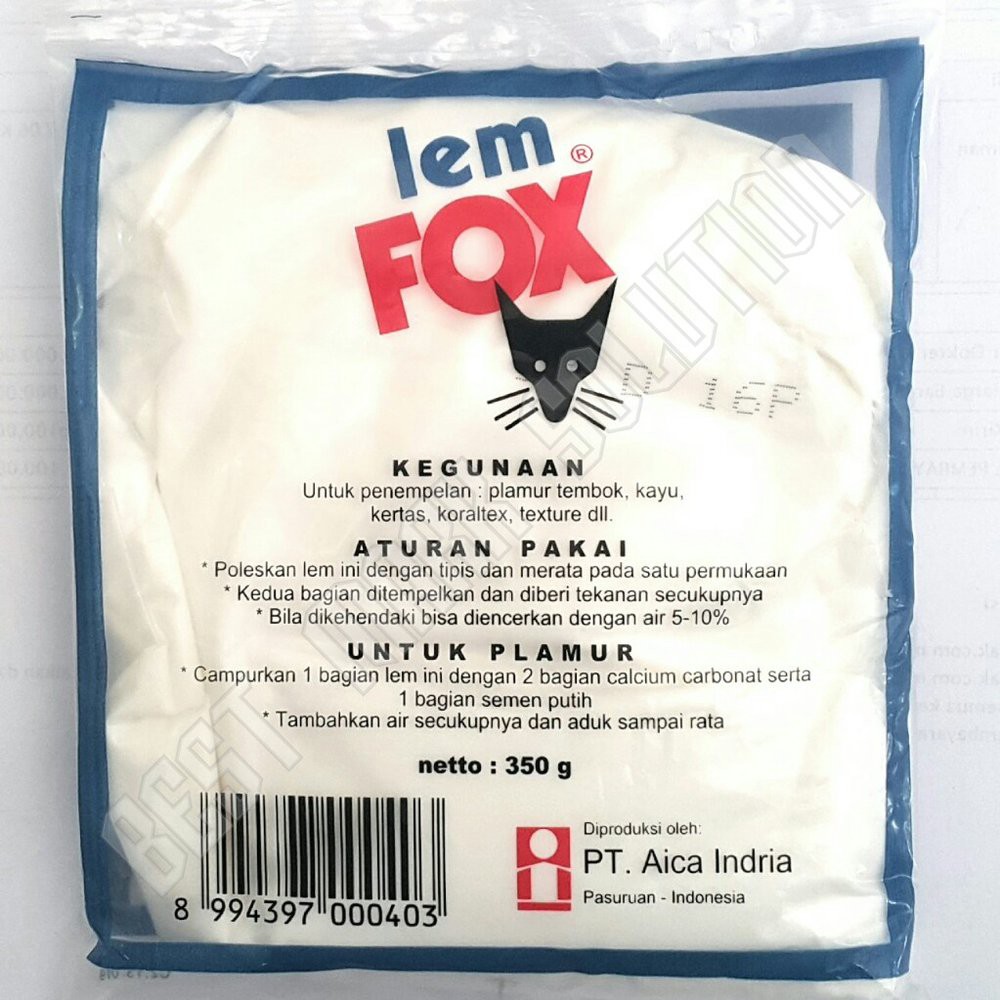 lem
FOX®
R 16P
KEGUNAAN
Untuk penempelan : plamur tembok, kayu,
kertas, koraltex, texture dll.
ATURAN PAKAI
* Poleskan lem ini dengan tipis dan merata pada satu permukaan
* Kedua bagian ditempelkan dan diberi tekanan secukupnya
* Bila dikehendaki bisa diencerkan dengan air 5-10%
UNTUK PLAMUR
* Campurkan 1 bagian lem ini dengan 2 bagian calcium carbonat serta
1 bagian semen putih
* Tambahkan air secukupnya dan aduk sampai rata
netto : 350 g
8 994397 000403
Diproduksi oleh:
PT. Aica Indria
Pasuruan - Indonesia
BEST SOLUTION